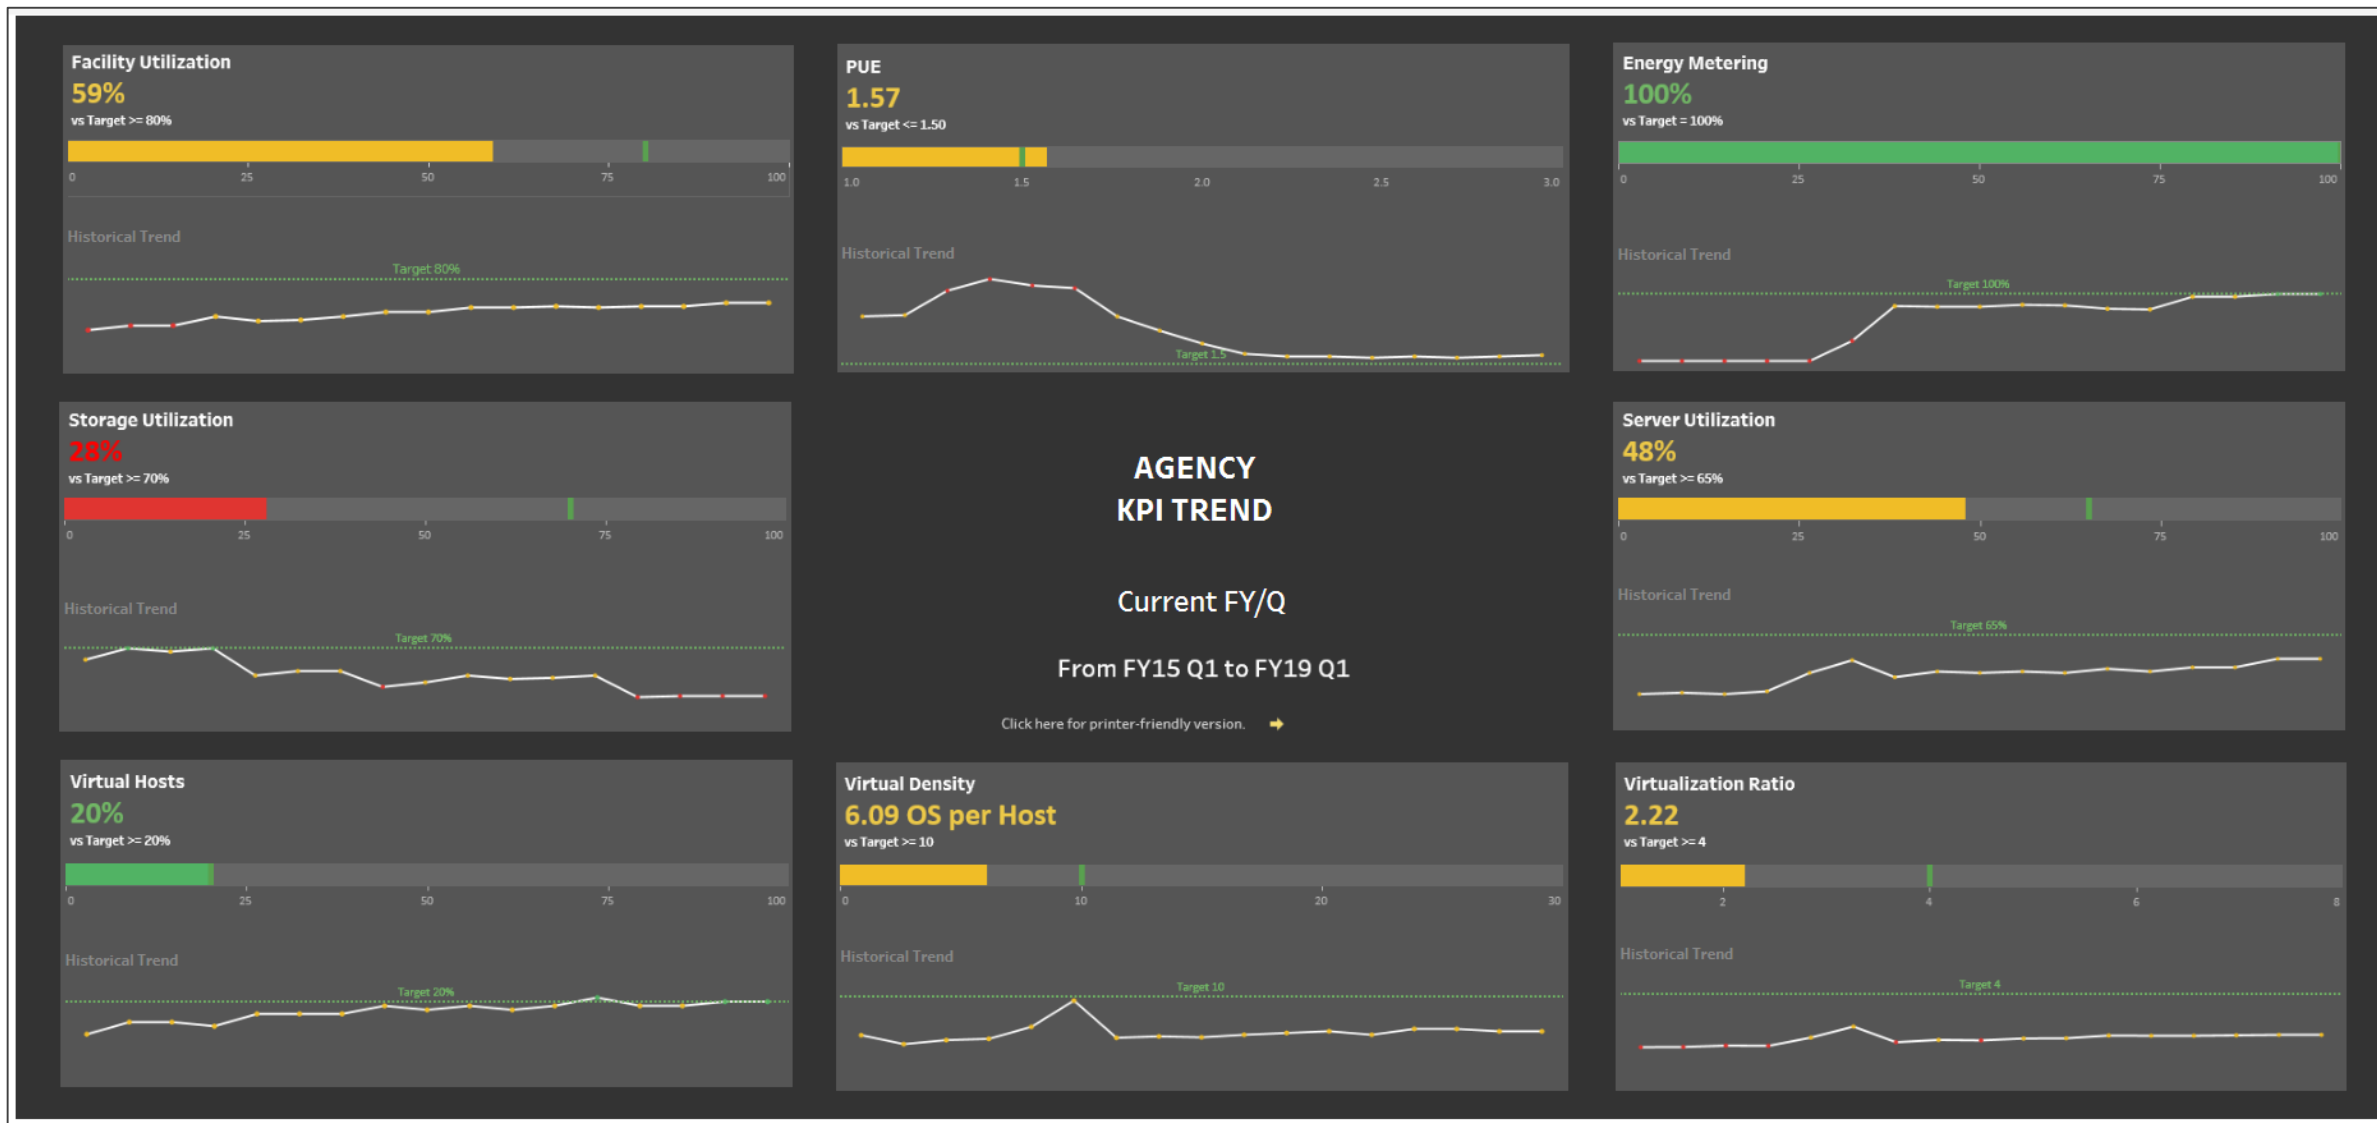 Facility Utilization
59%
vs Target >= 80%
0 25 50 75 100
Historical Trend
Target 80%
PUE
1.57
vs Target <= 1.50
1.0 1.5 2.0 2.5 3.0
Historical Trend
Target 1.5
Energy Metering
100%
vs Target = 100%
0 25 50 75 100
Historical Trend
Target 100%
Storage Utilization
28%
vs Target >= 70%
0 25 50 75 100
Historical Trend
Target 70%
AGENCY
KPI TREND
Current FY/Q
From FY15 Q1 to FY19 Q1
Click here for printer-friendly version.
Server Utilization
48%
vs Target >= 65%
0 25 50 75 100
Historical Trend
Target 65%
Virtual Hosts
20%
vs Target >= 20%
0 25 50 75 100
Historical Trend
Target 20%
Virtual Density
6.09 OS per Host
vs Target >= 10
0 10 20 30
Historical Trend
Target 10
Virtualization Ratio
2.22
vs Target >= 4
2 4 6 8
Historical Trend
Target 4